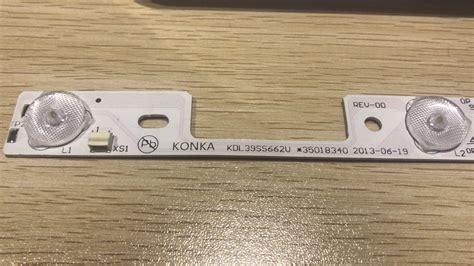 REV-00
L1
XS1
Pb
KONKA KDL39SS662U *35018340 2013-06-19
L2